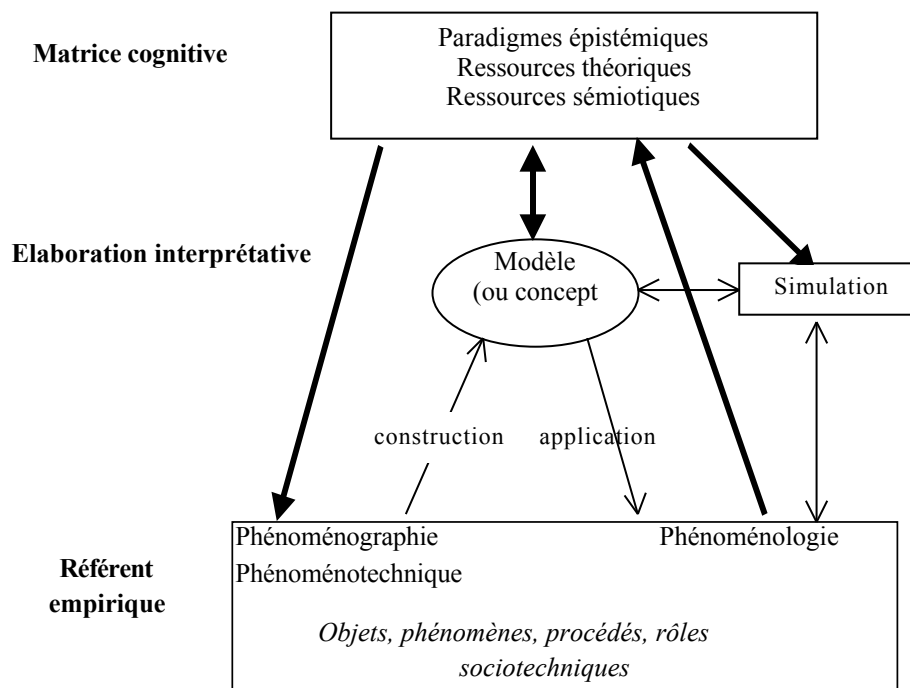 Matrice cognitive
Paradigmes épistémiques
Ressources théoriques
Ressources sémiotiques
Elaboration interprétative
Modèle
(ou concept
Simulation
construction
application
Phénoménographie
Phénoménologie
Phénoménotechnique
Référent
empirique
Objets, phénomènes, procédés, rôles
sociotechniques